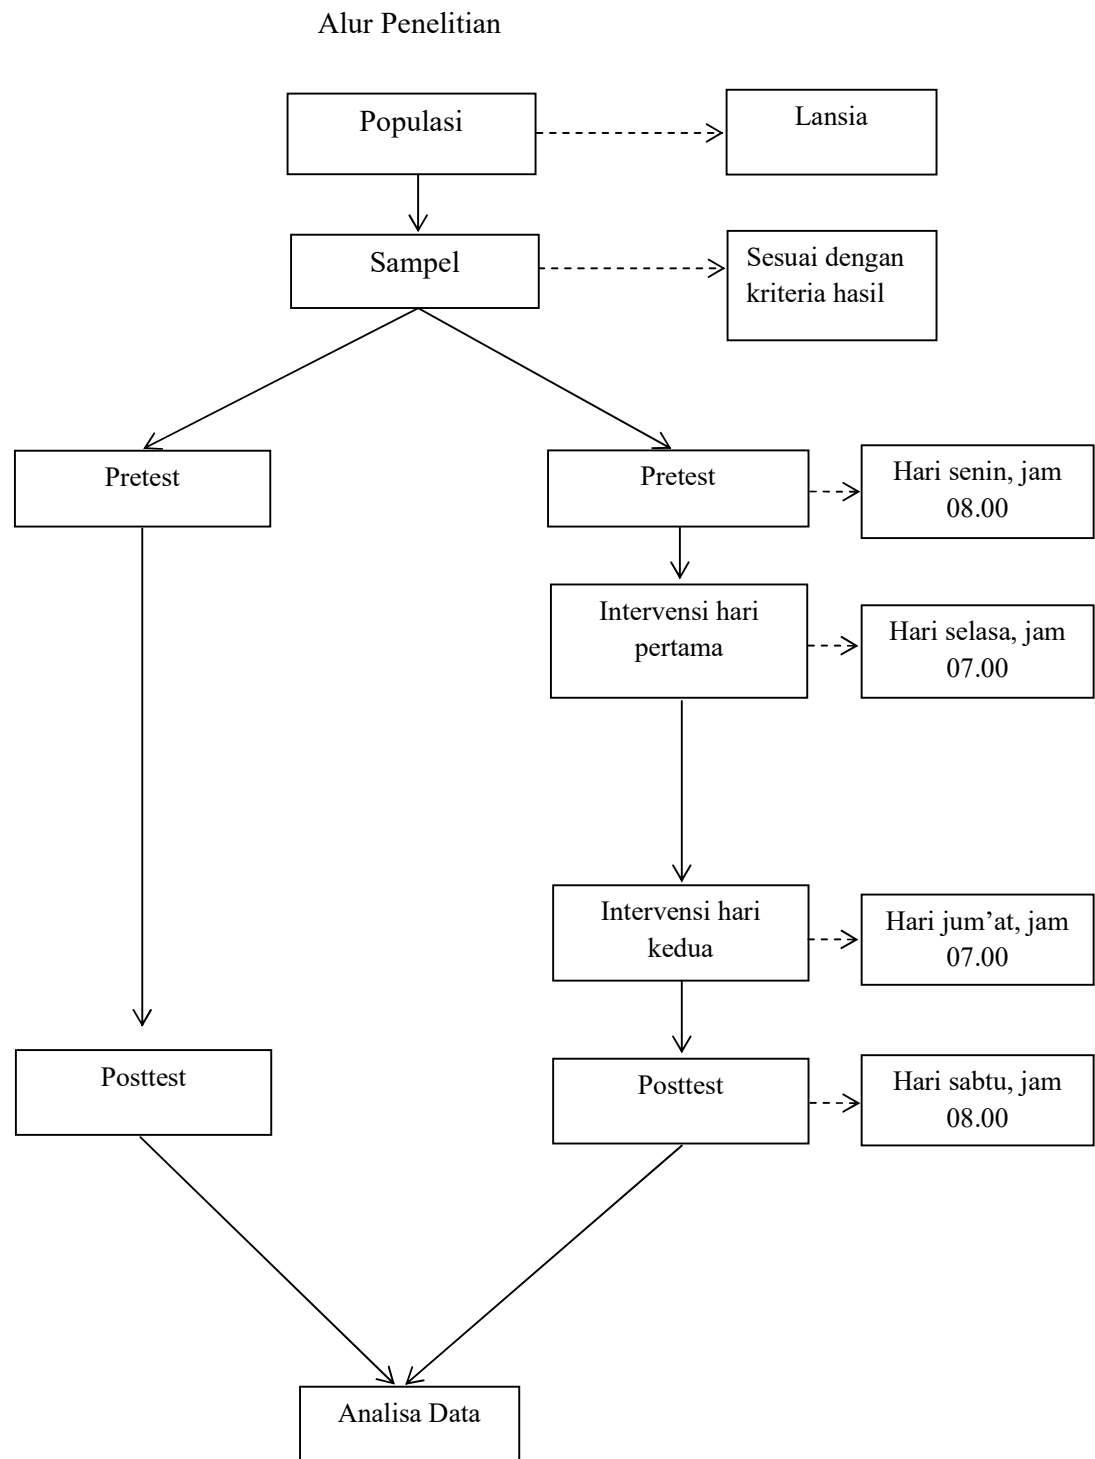 Alur Penelitian
Populasi
Lansia
Sampel
Sesuai dengan
kriteria hasil
Pretest
Pretest
Hari senin, jam
08.00
Intervensi hari
pertama
Hari selasa, jam
07.00
Intervensi hari
kedua
Hari jum’at, jam
07.00
Posttest
Posttest
Hari sabtu, jam
08.00
Analisa Data